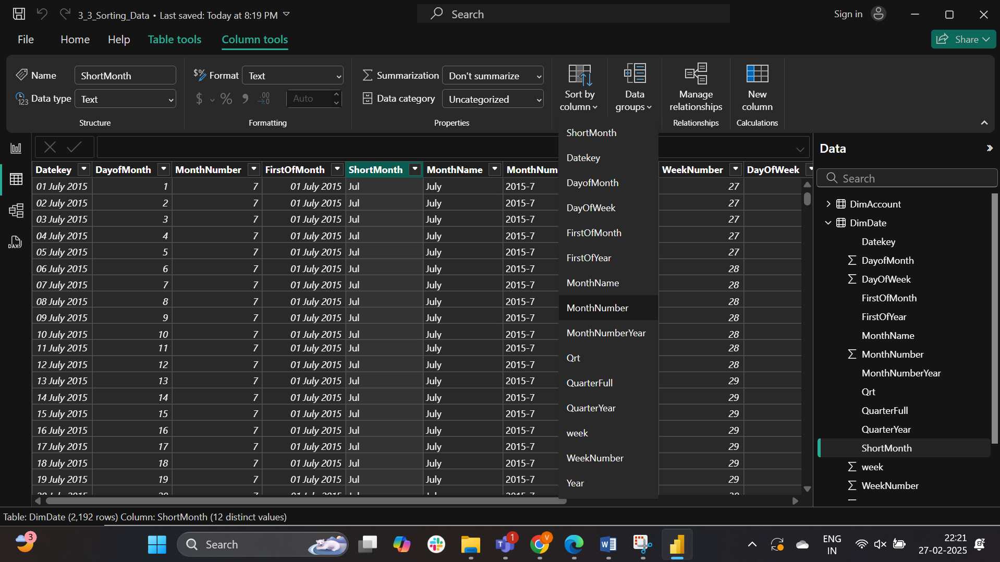 3_3_Sorting_Data • Last saved: Today at 8:19 PM
Search
Sign in
File Home Help Table tools Column tools
Share
Name ShortMonth
Data type Text
Structure
Format Text
$ % 9 .00 Auto
Formatting
Summarization Don't summarize
Data category Uncategorized
Properties
Sort by
column
Data
groups
Manage
relationships
Relationships
New
column
Calculations
ShortMonth
Datekey
DayofMonth
DayOfWeek
FirstOfMonth
FirstOfYear
MonthName
MonthNumber
MonthNumberYear
Qrt
QuarterFull
QuarterYear
week
WeekNumber
Year
Datekey DayofMonth MonthNumber FirstOfMonth ShortMonth MonthName MonthNum WeekNumber DayOfWeek
01 July 2015 1 7 01 July 2015 Jul July 2015-7 27
02 July 2015 2 7 01 July 2015 Jul July 2015-7 27
03 July 2015 3 7 01 July 2015 Jul July 2015-7 27
04 July 2015 4 7 01 July 2015 Jul July 2015-7 27
05 July 2015 5 7 01 July 2015 Jul July 2015-7 27
06 July 2015 6 7 01 July 2015 Jul July 2015-7 28
07 July 2015 7 7 01 July 2015 Jul July 2015-7 28
08 July 2015 8 7 01 July 2015 Jul July 2015-7 28
09 July 2015 9 7 01 July 2015 Jul July 2015-7 28
10 July 2015 10 7 01 July 2015 Jul July 2015-7 28
11 July 2015 11 7 01 July 2015 Jul July 2015-7 28
12 July 2015 12 7 01 July 2015 Jul July 2015-7 28
13 July 2015 13 7 01 July 2015 Jul July 2015-7 29
14 July 2015 14 7 01 July 2015 Jul July 2015-7 29
15 July 2015 15 7 01 July 2015 Jul July 2015-7 29
16 July 2015 16 7 01 July 2015 Jul July 2015-7 29
17 July 2015 17 7 01 July 2015 Jul July 2015-7 29
18 July 2015 18 7 01 July 2015 Jul July 2015-7 29
19 July 2015 19 7 01 July 2015 Jul July 2015-7 29
DAX
Data
Search
DimAccount
DimDate
Datekey
DayofMonth
DayOfWeek
FirstOfMonth
FirstOfYear
MonthName
MonthNumber
MonthNumberYear
Qrt
QuarterFull
QuarterYear
ShortMonth
week
WeekNumber
Table: DimDate (2,192 rows) Column: ShortMonth (12 distinct values)
3
Search
1
V
ENG
IN
22:21
27-02-2025